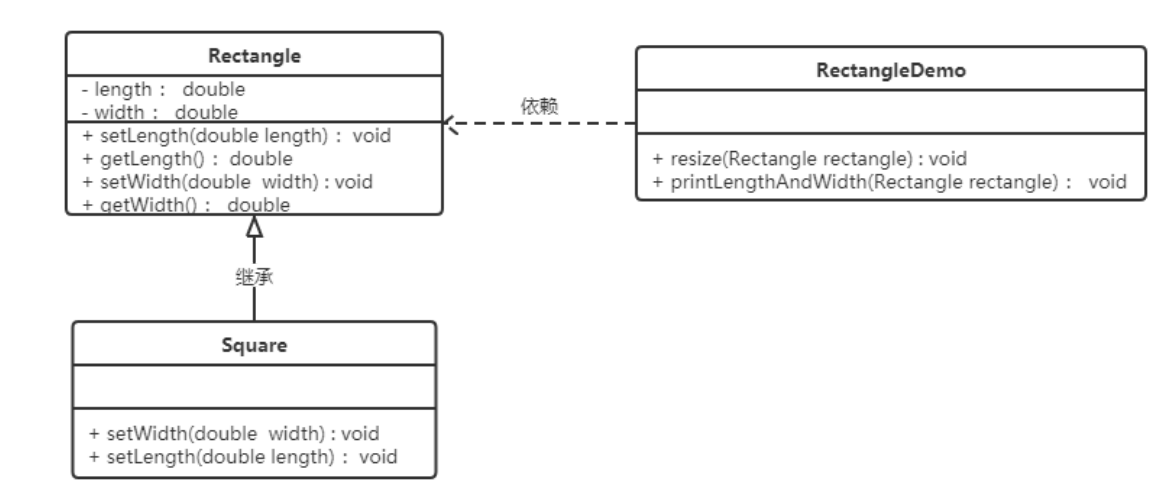 Rectangle
- length： double
- width： double
+ setLength(double length)： void
+ getLength()： double
+ setWidth(double width) : void
+ getWidth()： double
依赖
RectangleDemo
+ resize(Rectangle rectangle) : void
+ printLengthAndWidth(Rectangle rectangle)： void
继承
Square
+ setWidth(double width) : void
+ setLength(double length)： void